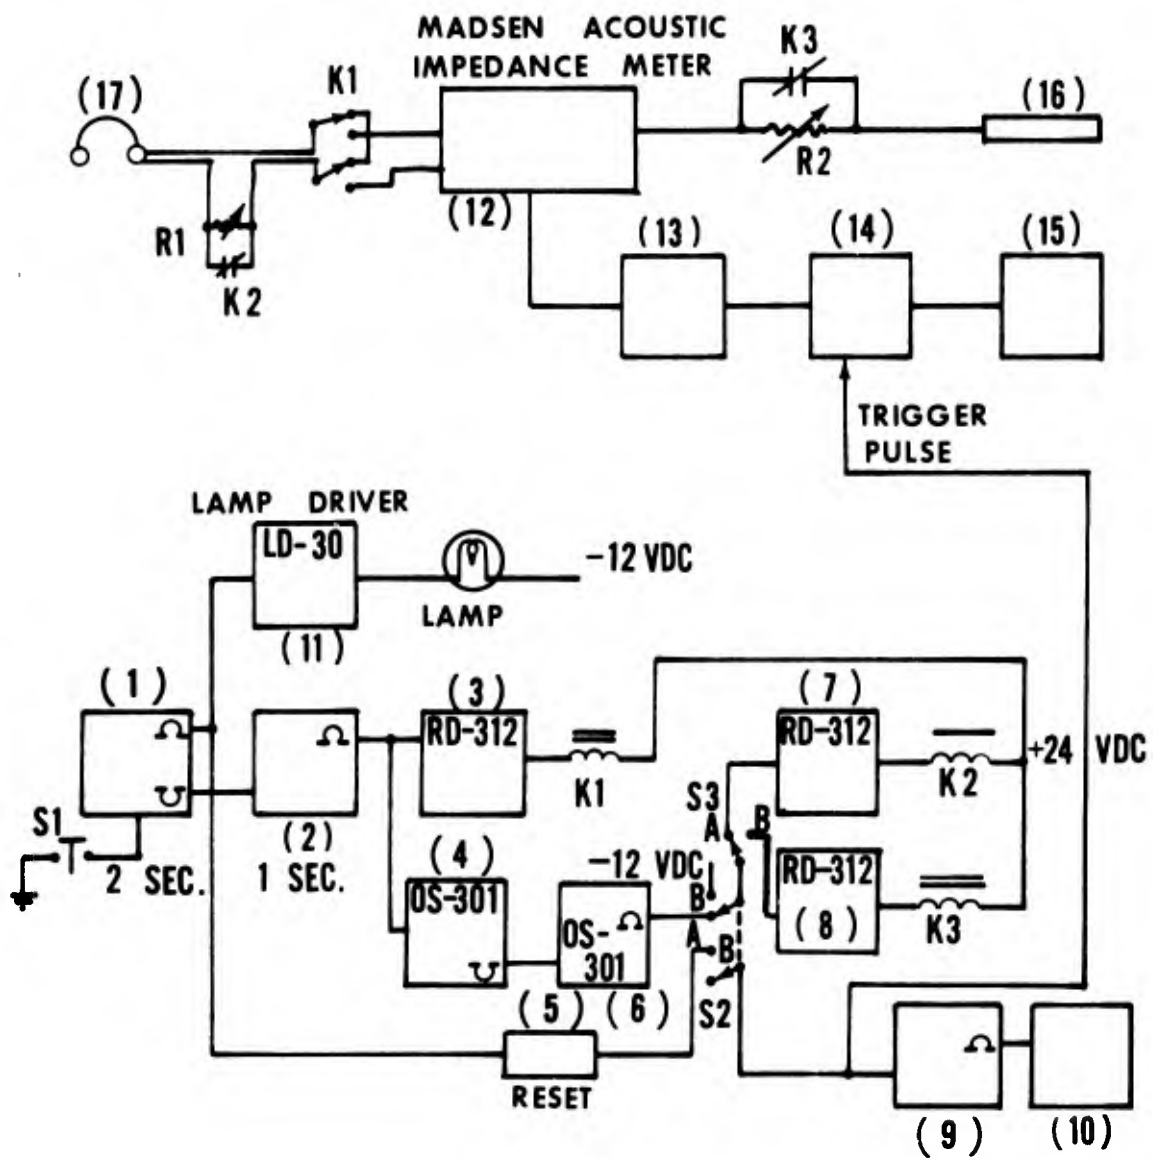 MADSEN ACOUSTIC
IMPEDANCE METER
(17)
K1
K3
(16)
R2
(12)
R1
K2
(13)
(14)
(15)
TRIGGER
PULSE
LAMP DRIVER
LD-30
-12 VDC
LAMP
(11)
(1)
(3)
(7)
RD-312
RD-312
+24 VDC
K1
K2
S1
2 SEC.
(2)
1 SEC.
(4)
OS-301
S3
A
B
-12 VDC
RD-312
(8)
K3
B
OS-
301
A
B
(5)
(6)
S2
RESET
(9)
(10)